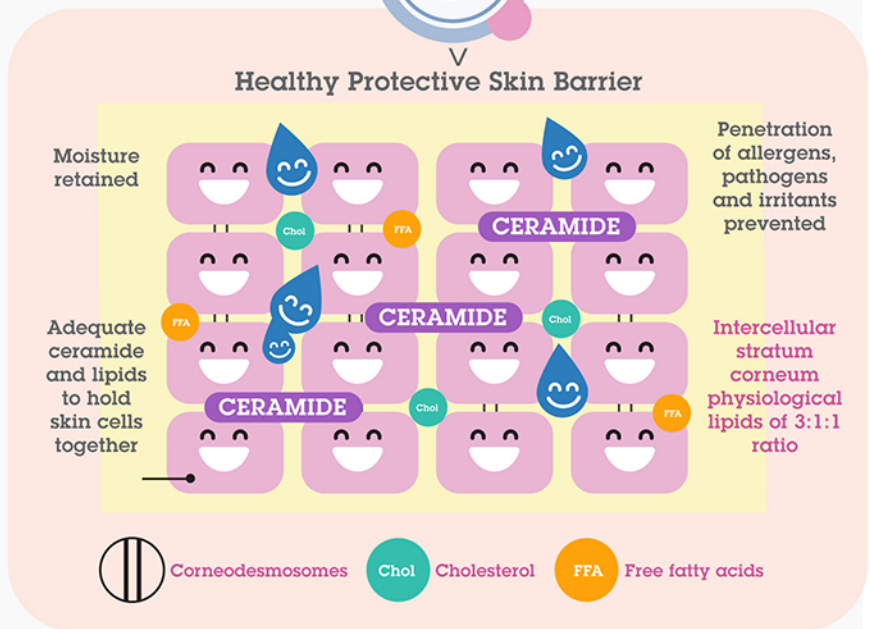 Healthy Protective Skin Barrier
Moisture
retained
Penetration
of allergens,
pathogens
and irritants
prevented
Chol
FFA
CERAMIDE
FFA
CERAMIDE
Chol
Adequate
ceramide
and lipids
to hold
skin cells
together
Intercellular
stratum
corneum
physiological
lipids of 3:1:1
ratio
CERAMIDE
Chol
FFA
Corneodesmosomes
Chol
Cholesterol
FFA
Free fatty acids